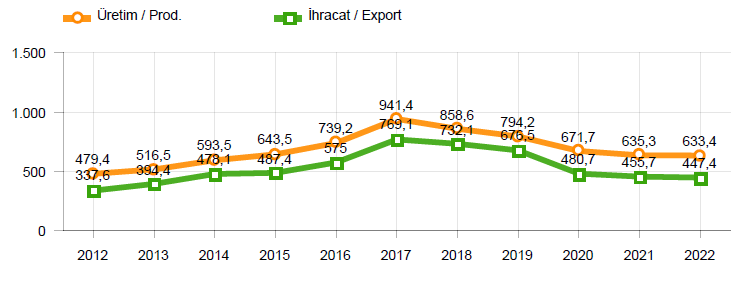 Üretim / Prod. İhracat / Export
1.500
1.000
500
0
479,4 516,5 593,5 643,5 739,2 941,4 858,6 794,2 671,7 635,3 633,4
337,6 394,4 478,1 487,4 575 769,1 732,1 676,5 480,7 455,7 447,4
2012 2013 2014 2015 2016 2017 2018 2019 2020 2021 2022